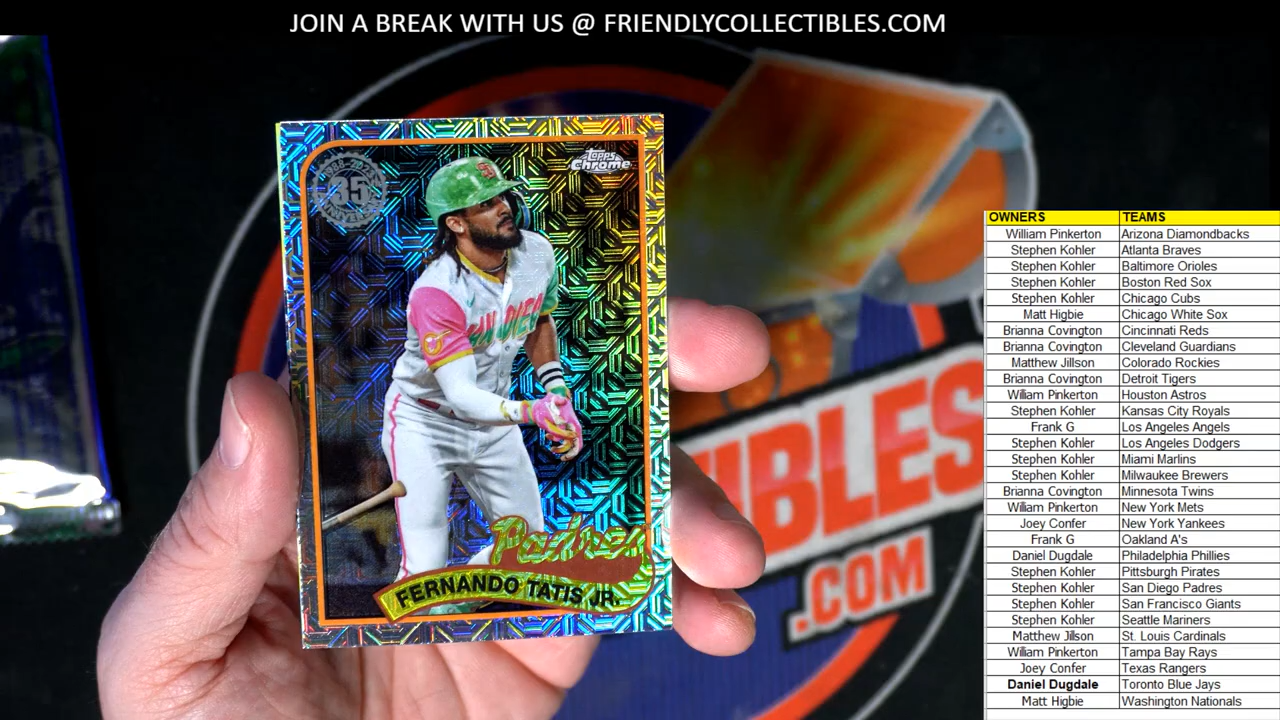 JOIN A BREAK WITH US @ FRIENDLYCOLLECTIBLES.COM
35
Topps
Chrome
SAN DIEGO
Padres
FERNANDO TATIS JR.
IBLES
.COM
OWNERS TEAMS
William Pinkerton Arizona Diamondbacks
Stephen Kohler Atlanta Braves
Stephen Kohler Baltimore Orioles
Stephen Kohler Boston Red Sox
Stephen Kohler Chicago Cubs
Matt Higbie Chicago White Sox
Brianna Covington Cincinnati Reds
Brianna Covington Cleveland Guardians
Matthew Jillson Colorado Rockies
Brianna Covington Detroit Tigers
William Pinkerton Houston Astros
Stephen Kohler Kansas City Royals
Frank G Los Angeles Angels
Stephen Kohler Los Angeles Dodgers
Stephen Kohler Miami Marlins
Stephen Kohler Milwaukee Brewers
Brianna Covington Minnesota Twins
William Pinkerton New York Mets
Joey Confer New York Yankees
Frank G Oakland A's
Daniel Dugdale Philadelphia Phillies
Stephen Kohler Pittsburgh Pirates
Stephen Kohler San Diego Padres
Stephen Kohler San Francisco Giants
Stephen Kohler Seattle Mariners
Matthew Jillson St. Louis Cardinals
William Pinkerton Tampa Bay Rays
Joey Confer Texas Rangers
Daniel Dugdale Toronto Blue Jays
Matt Higbie Washington Nationals